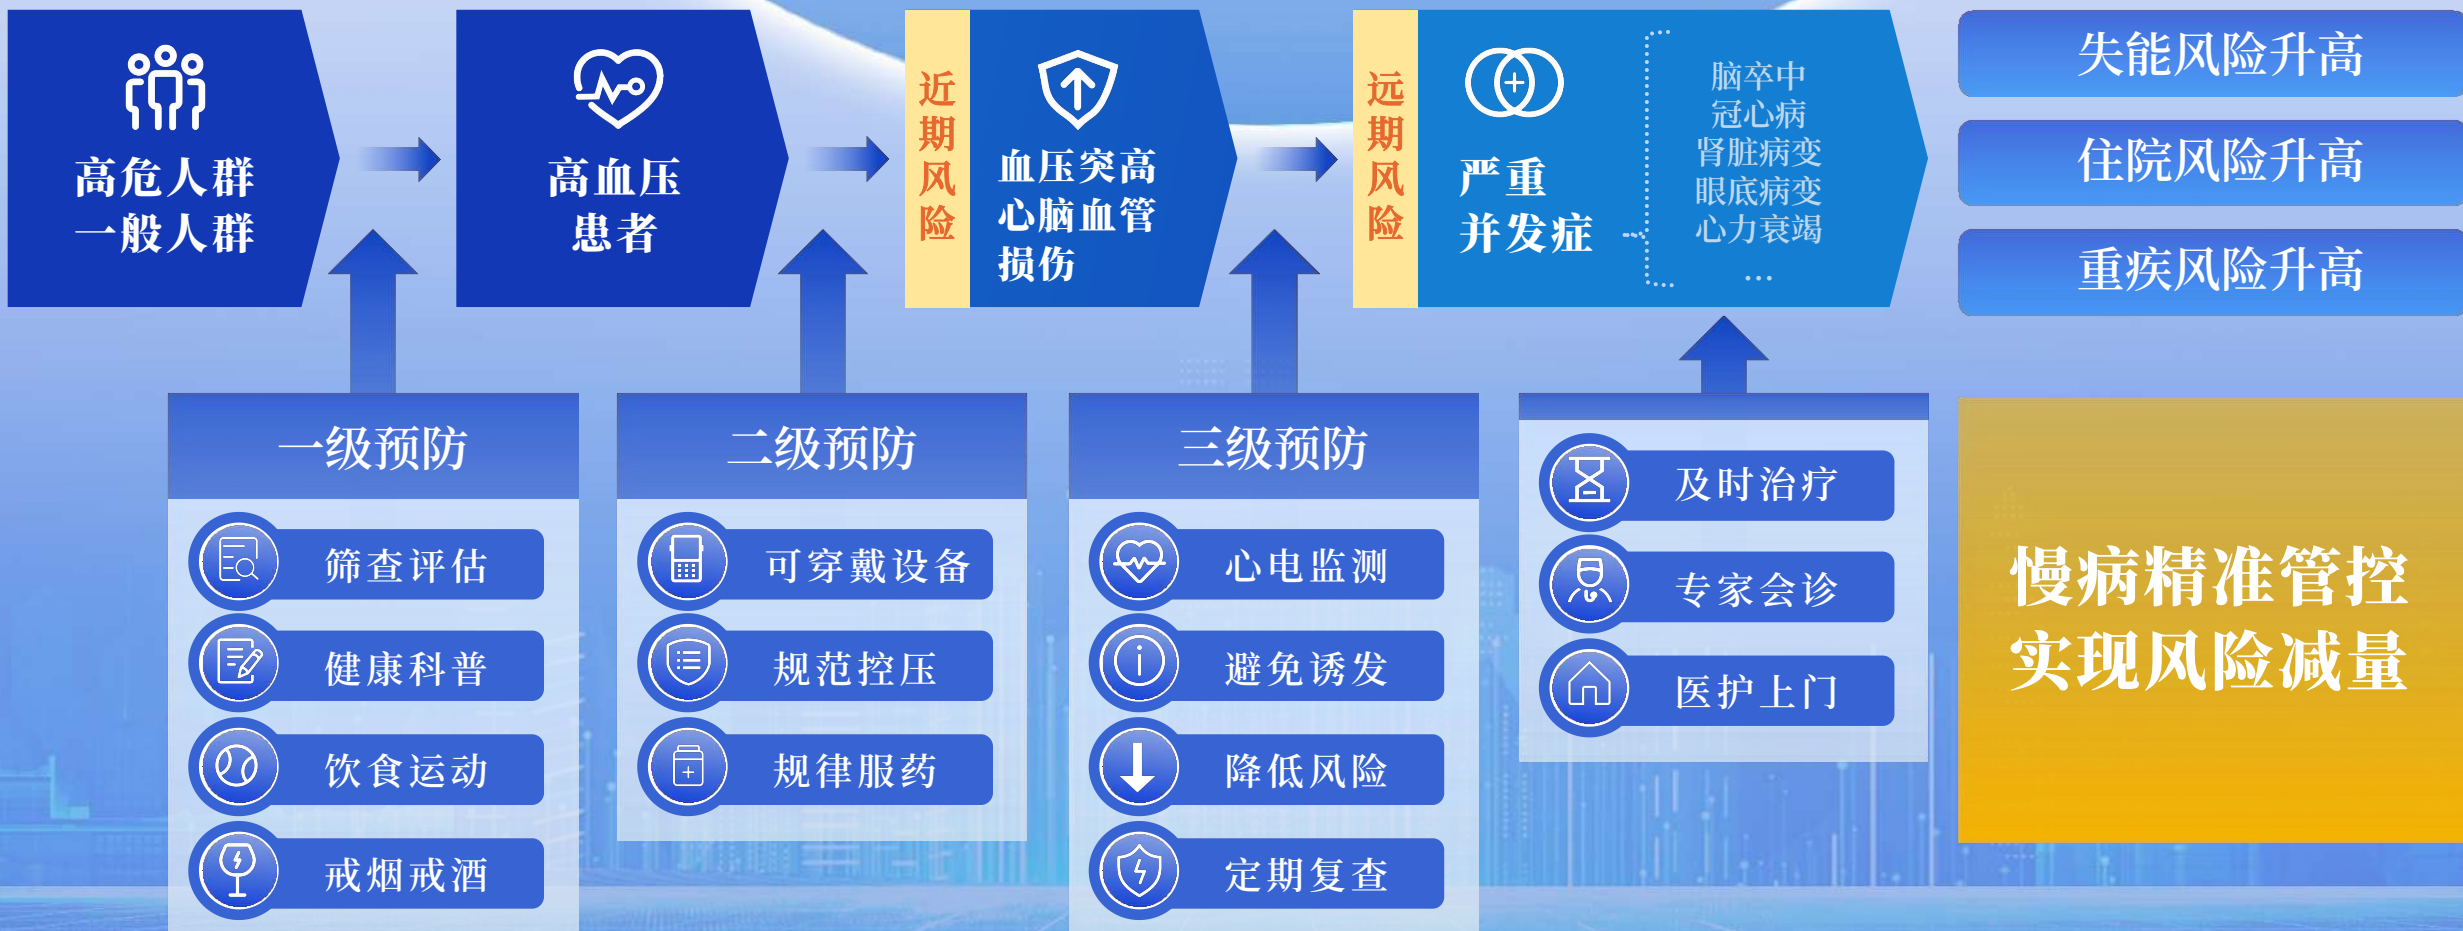 高危人群
一般人群
高血压
患者
近期风险
血压突高
心脑血管
损伤
远期风险
严重
并发症
脑卒中
冠心病
肾脏病变
眼底病变
心力衰竭
...
失能风险升高
住院风险升高
重疾风险升高
一级预防
筛查评估
健康科普
饮食运动
戒烟戒酒
二级预防
可穿戴设备
规范控压
规律服药
三级预防
心电监测
避免诱发
降低风险
定期复查
及时治疗
专家会诊
医护上门
慢病精准管控
实现风险减量